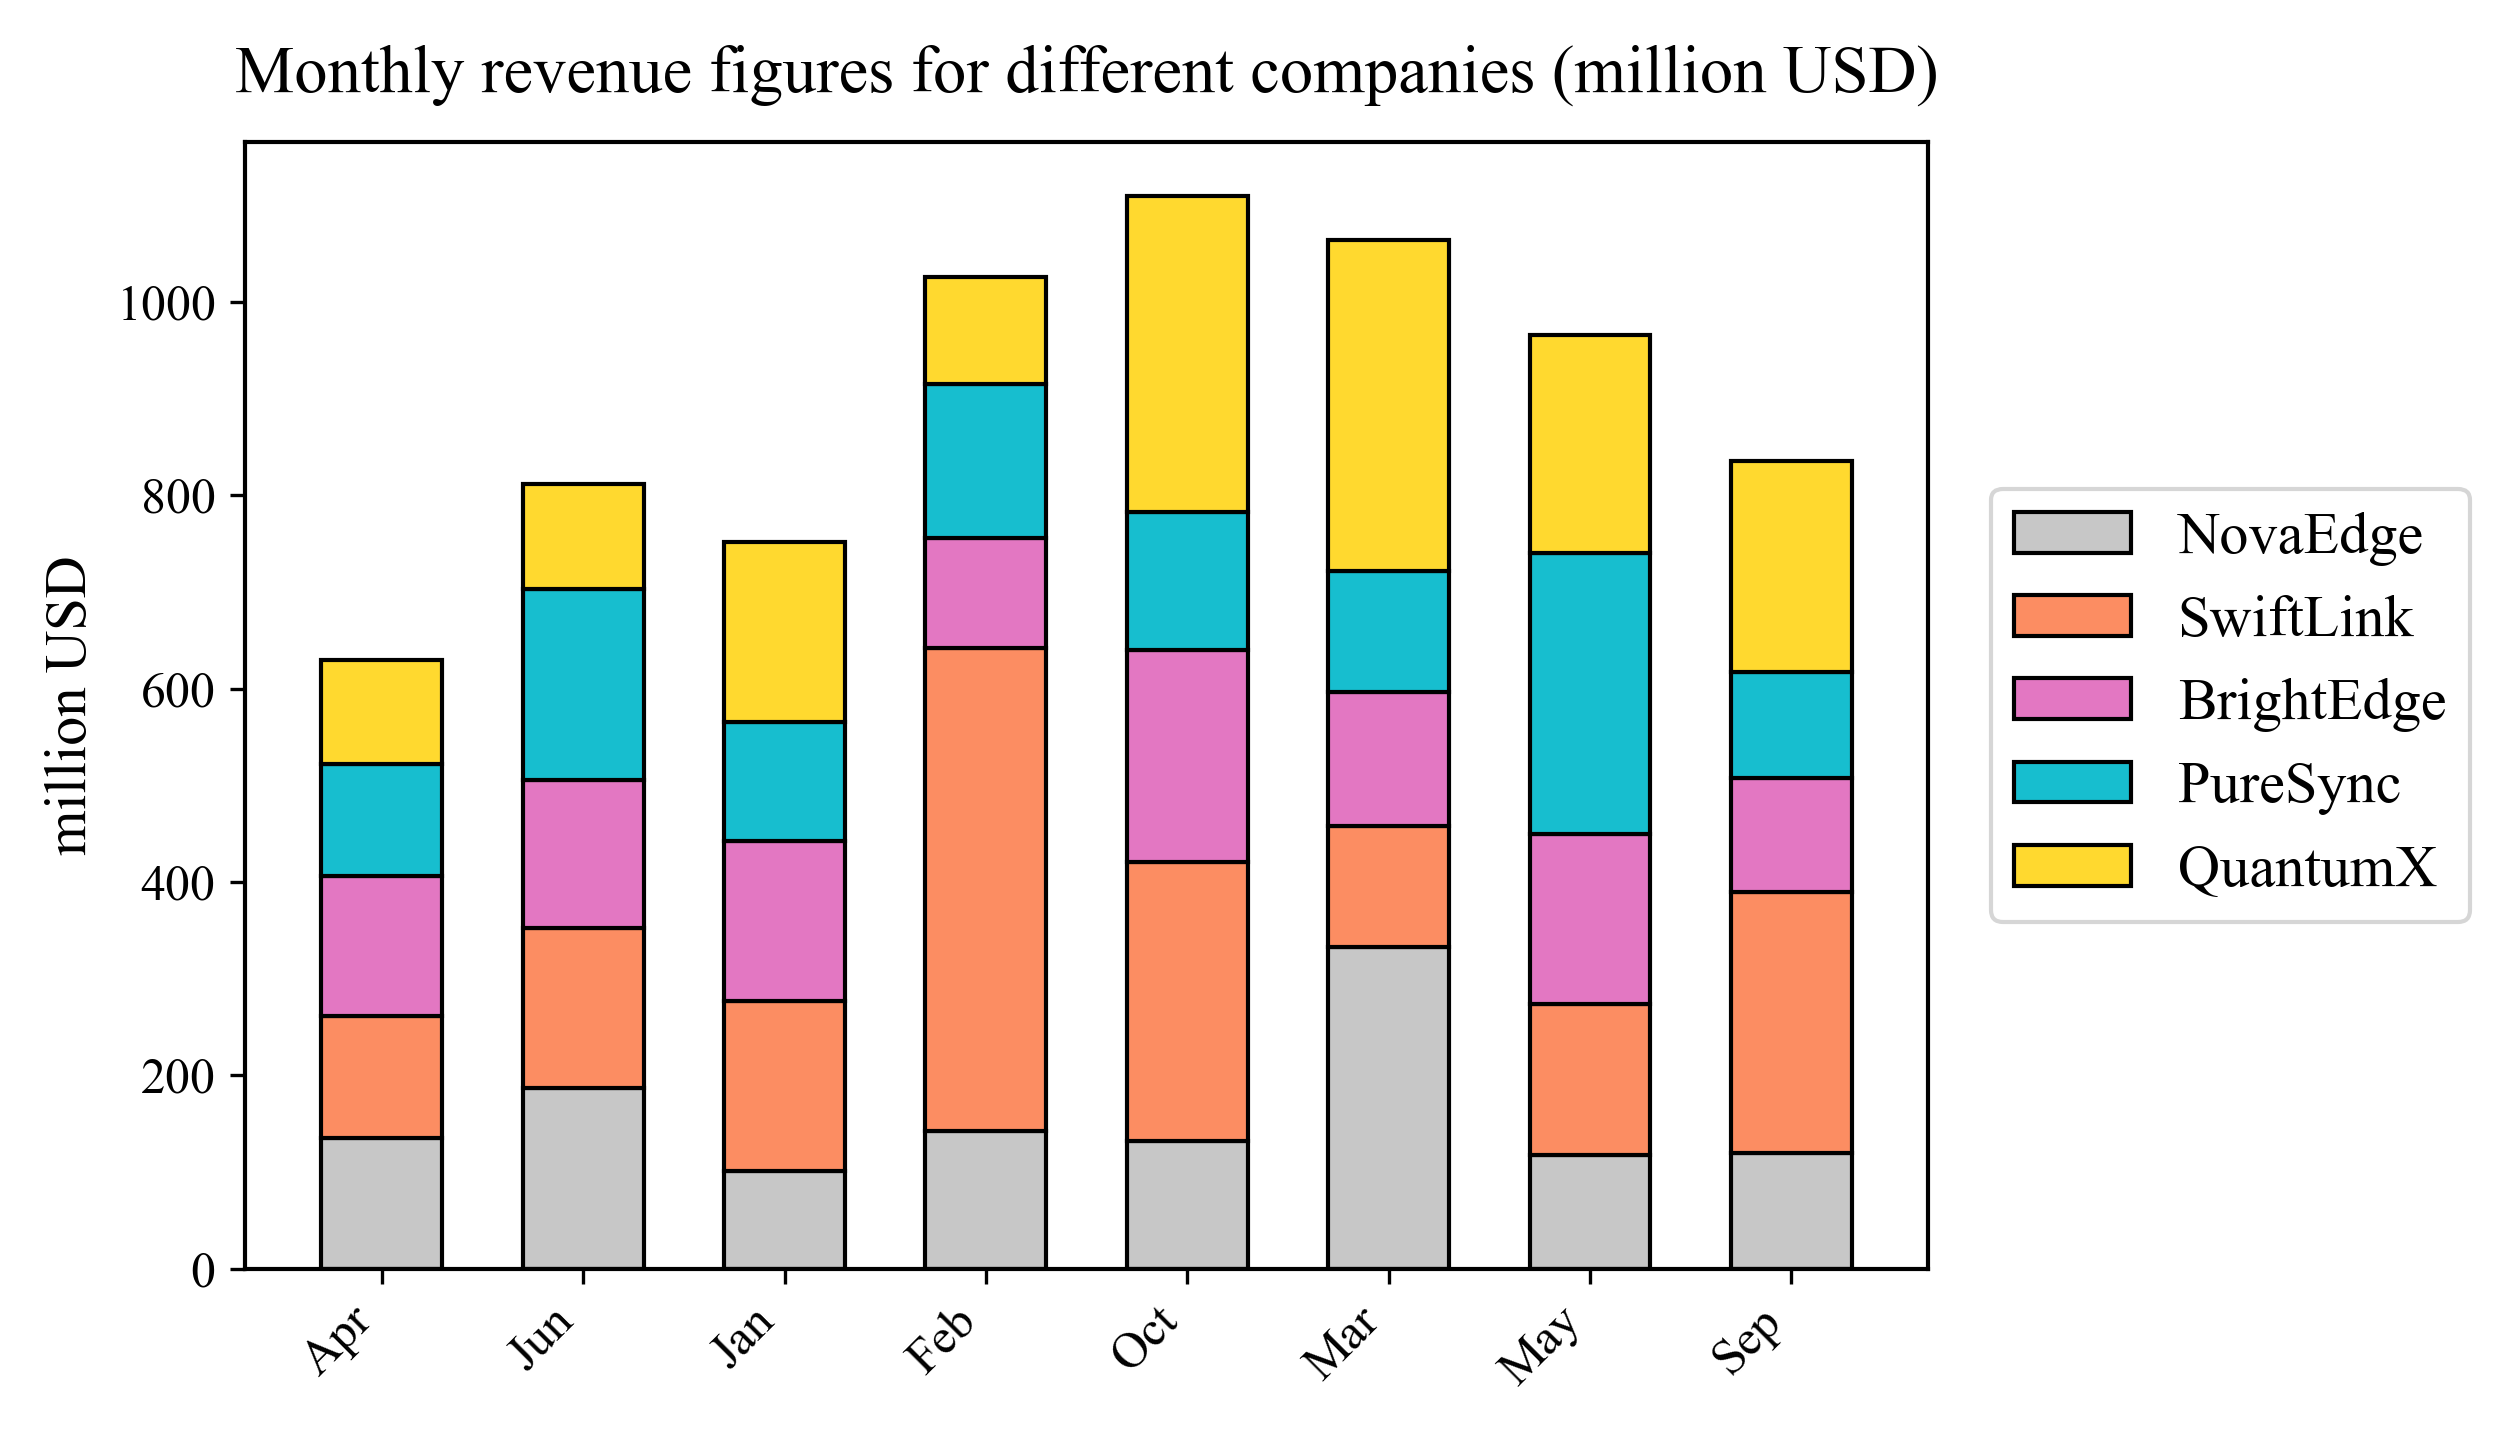 Monthly revenue figures for different companies (million USD)
million USD
1000
800
600
400
200
0
Apr
Jun
Jan
Feb
Oct
Mar
May
Sep
NovaEdge
SwiftLink
BrightEdge
PureSync
QuantumX